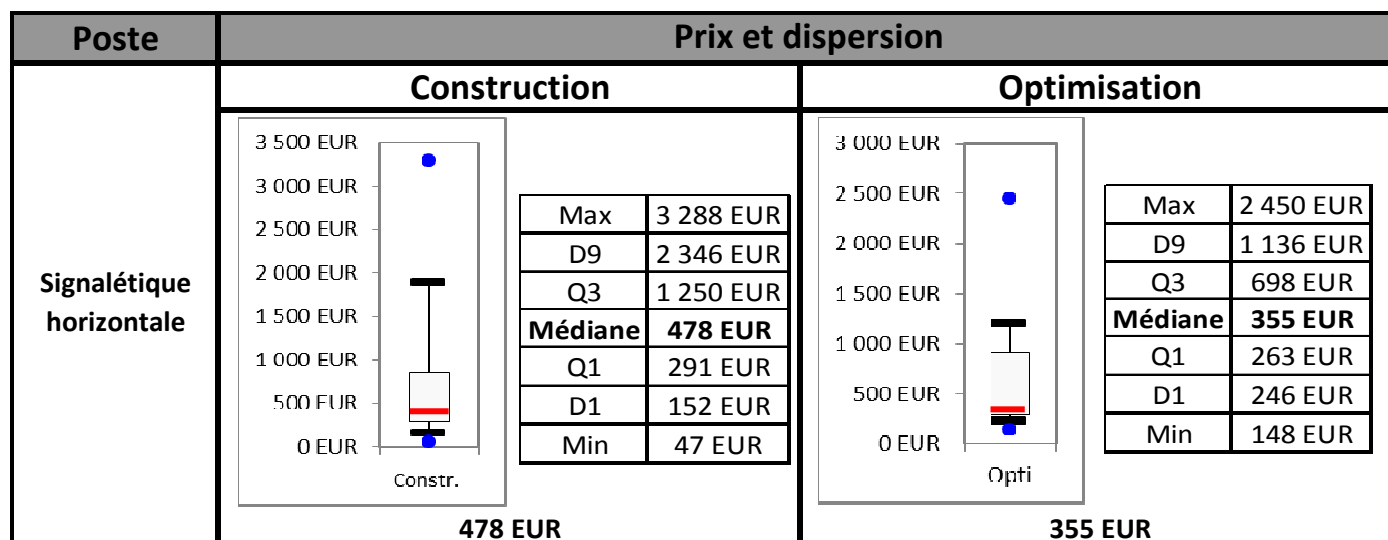 Poste Prix et dispersion
Construction Optimisation
Signalétique
horizontale
3 500 EUR
3 000 EUR
2 500 EUR
2 000 EUR
1 500 EUR
1 000 EUR
500 EUR
0 EUR
Constr.
Max 3 288 EUR
D9 2 346 EUR
Q3 1 250 EUR
Médiane 478 EUR
Q1 291 EUR
D1 152 EUR
Min 47 EUR
478 EUR
3 000 EUR
2 500 EUR
2 000 EUR
1 500 EUR
1 000 EUR
500 EUR
0 EUR
Opti
Max 2 450 EUR
D9 1 136 EUR
Q3 698 EUR
Médiane 355 EUR
Q1 263 EUR
D1 246 EUR
Min 148 EUR
355 EUR